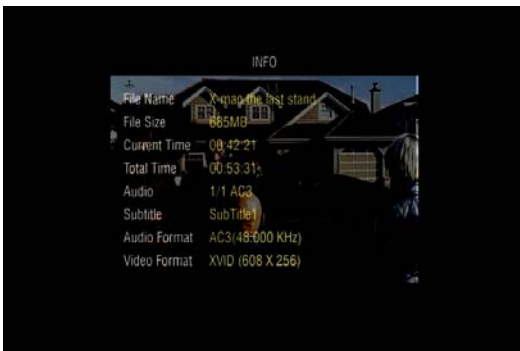 INFO
File Name X-man the last stand
File Size 685MB
Current Time 00:42:21
Total Time 00:53:31
Audio 1/1 AC3
Subtitle SubTitle1
Audio Format AC3(48.000 KHz)
Video Format XVID (608 X 256)